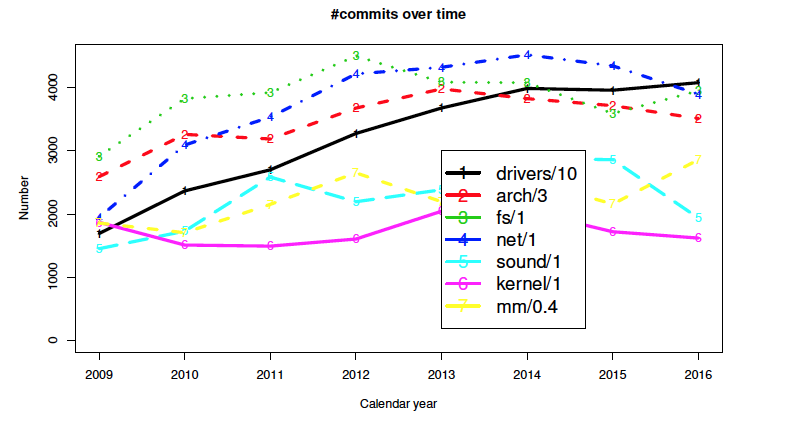 #commits over time
Number
4000
3000
2000
1000
0
1 drivers/10
2 arch/3
3 fs/1
4 net/1
5 sound/1
6 kernel/1
7 mm/0.4
2009 2010 2011 2012 2013 2014 2015 2016
Calendar year